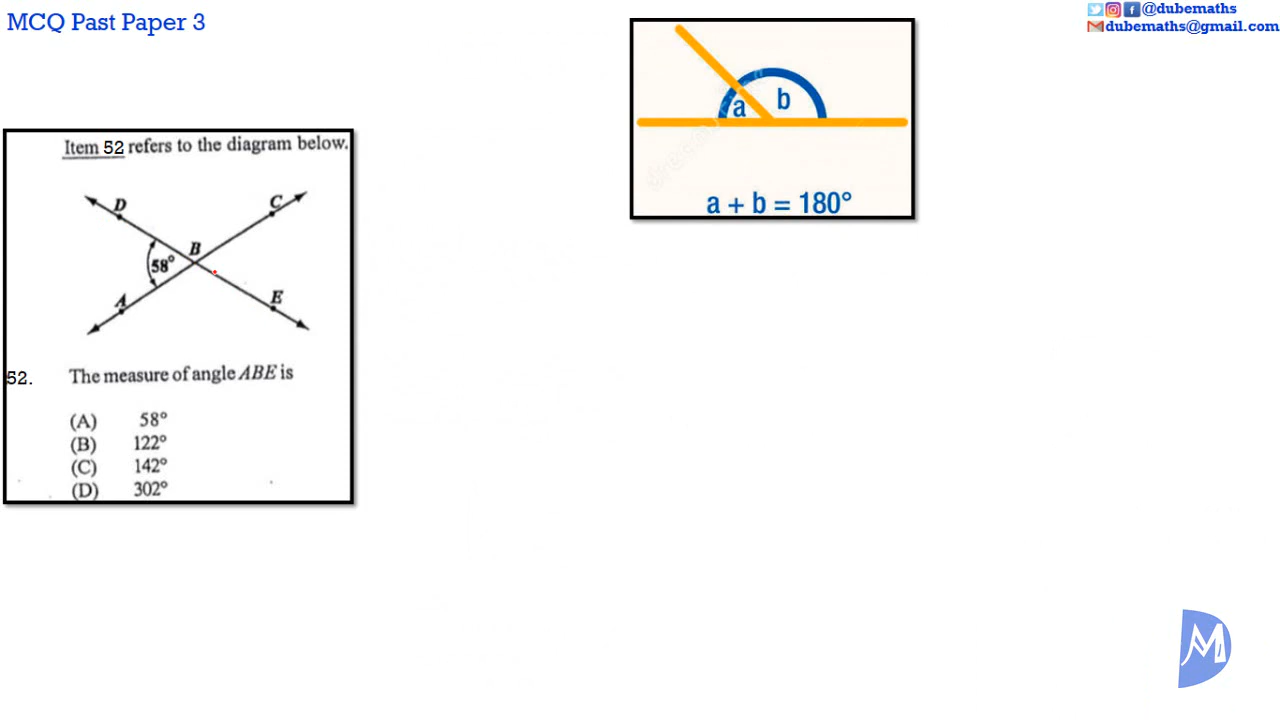 MCQ Past Paper 3
@dubemaths
dubemaths@gmail.com
a
b
a + b = 180°
Item 52 refers to the diagram below.
D
C
B
58°
A
E
52. The measure of angle ABE is
(A) 58°
(B) 122°
(C) 142°
(D) 302°
M